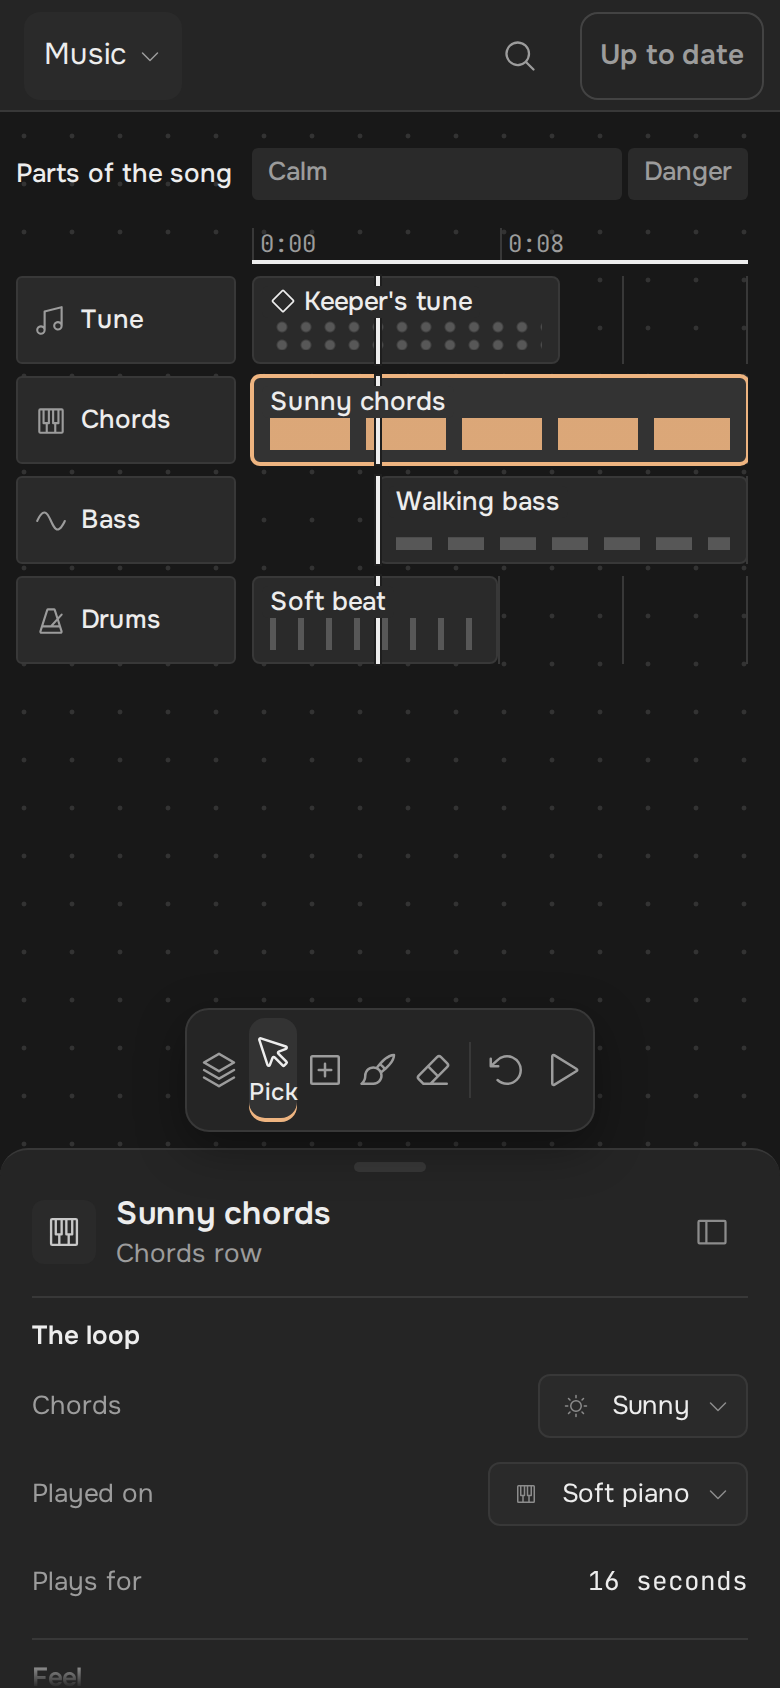 Music
Up to date
Parts of the song
Calm
Danger
0:00
0:08
Tune
Keeper's tune
Chords
Sunny chords
Bass
Walking bass
Drums
Soft beat
Pick
Sunny chords
Chords row
The loop
Chords
Sunny
Played on
Soft piano
Plays for
16 seconds
Feel